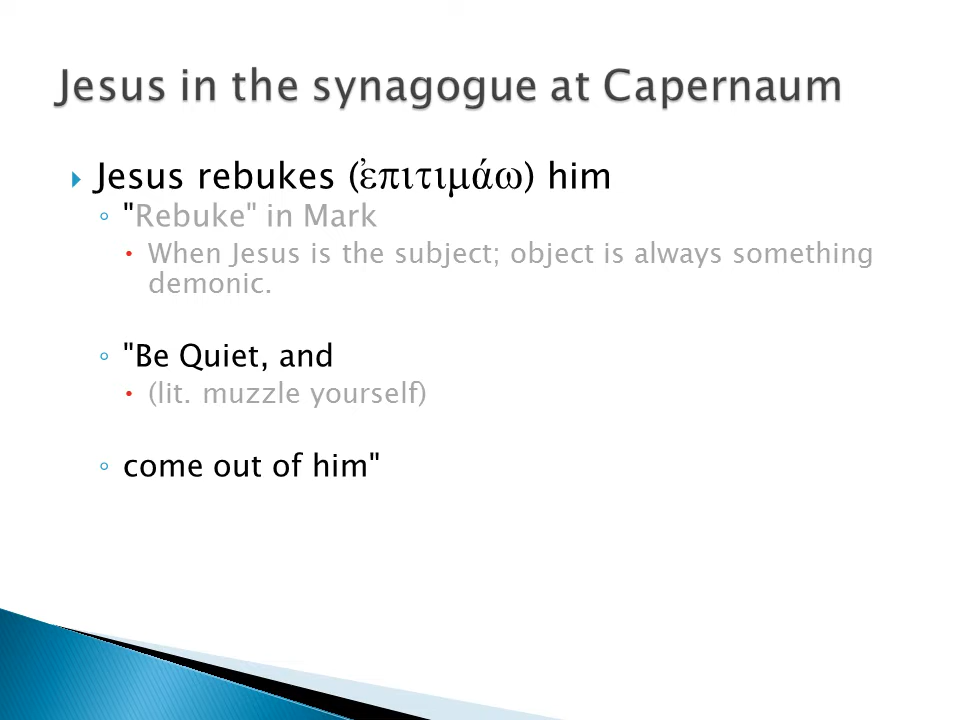 Jesus in the synagogue at Capernaum
Jesus rebukes (ἐπιτιμάω) him
"Rebuke" in Mark
When Jesus is the subject; object is always something
demonic.
"Be Quiet, and
(lit. muzzle yourself)
come out of him"